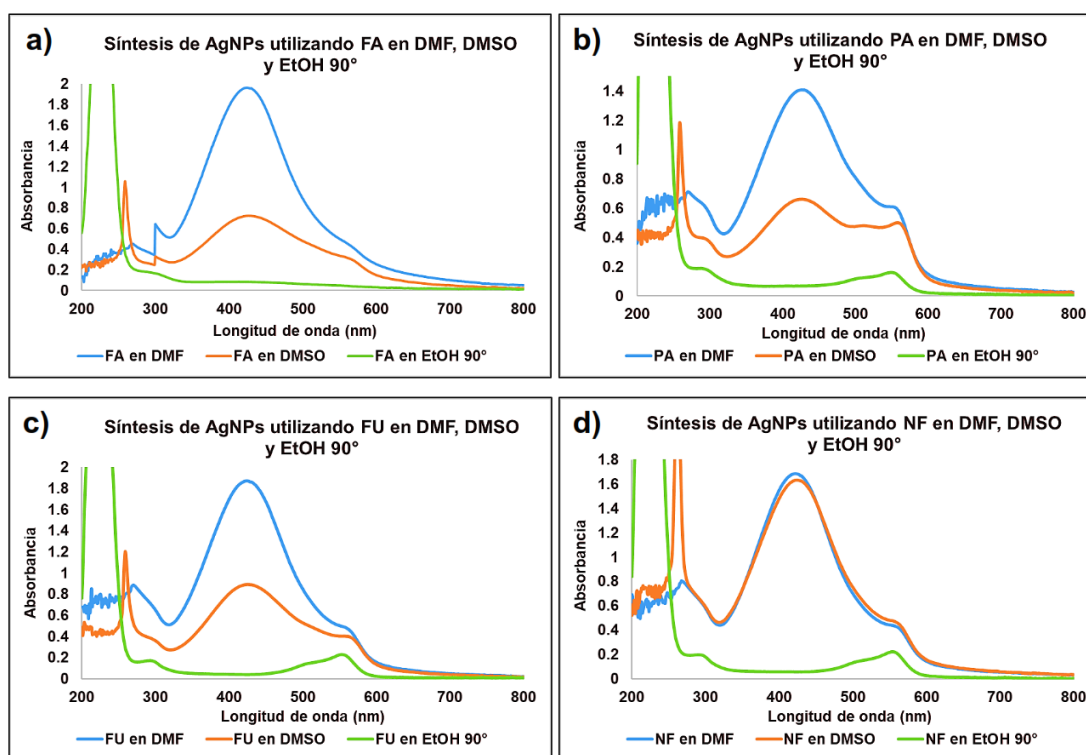 a)
Síntesis de AgNPs utilizando FA en DMF, DMSO
y EtOH 90°
Absorbancia
2
1.8
1.6
1.4
1.2
1
0.8
0.6
0.4
0.2
0
200 300 400 500 600 700 800
Longitud de onda (nm)
FA en DMF FA en DMSO FA en EtOH 90°
b)
Síntesis de AgNPs utilizando PA en DMF, DMSO
y EtOH 90°
Absorbancia
1.4
1.2
1
0.8
0.6
0.4
0.2
0
200 300 400 500 600 700 800
Longitud de onda (nm)
PA en DMF PA en DMSO PA en EtOH 90°
c)
Síntesis de AgNPs utilizando FU en DMF, DMSO
y EtOH 90°
Absorbancia
2
1.8
1.6
1.4
1.2
1
0.8
0.6
0.4
0.2
0
200 300 400 500 600 700 800
Longitud de onda (nm)
FU en DMF FU en DMSO FU en EtOH 90°
d)
Síntesis de AgNPs utilizando NF en DMF, DMSO
y EtOH 90°
Absorbancia
1.8
1.6
1.4
1.2
1
0.8
0.6
0.4
0.2
0
200 300 400 500 600 700 800
Longitud de onda (nm)
NF en DMF NF en DMSO NF en EtOH 90°